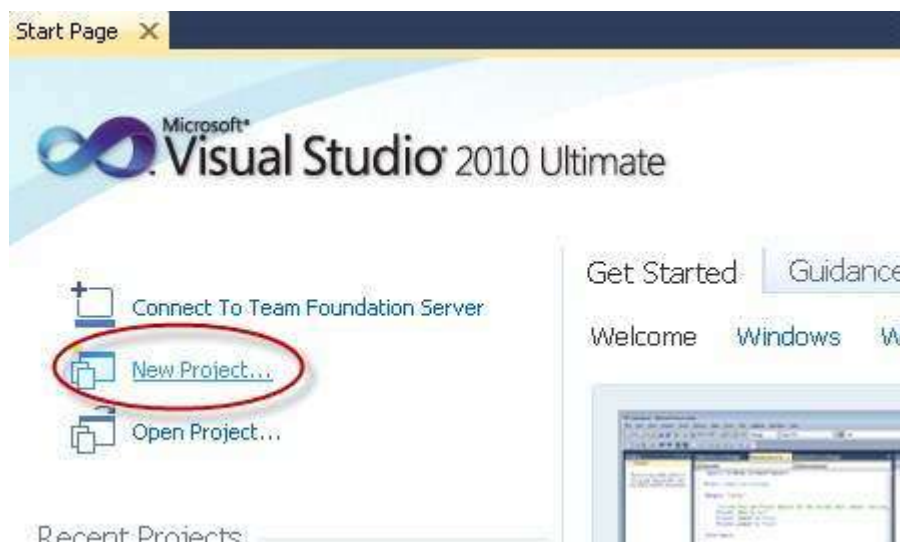 Start Page
Microsoft®
Visual Studio® 2010 Ultimate
Connect To Team Foundation Server
New Project...
Open Project...
Recent Projects
Get Started
Guidance
Welcome
Windows
W